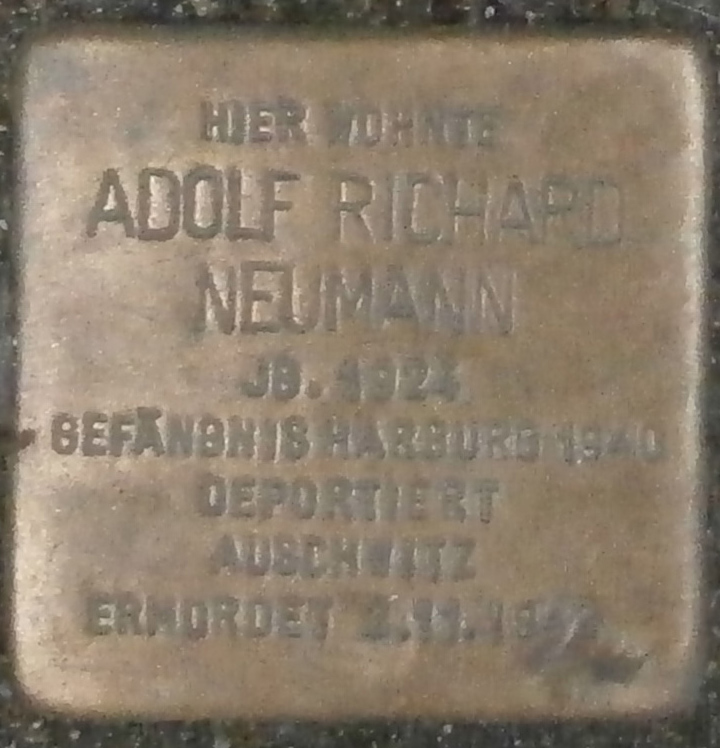 HIER WOHNTE
ADOLF RICHARD
NEUMANN
JG. 1924
GEFÄNGNIS HARBURG 1940
DEPORTIERT
AUSCHWITZ
ERMORDET